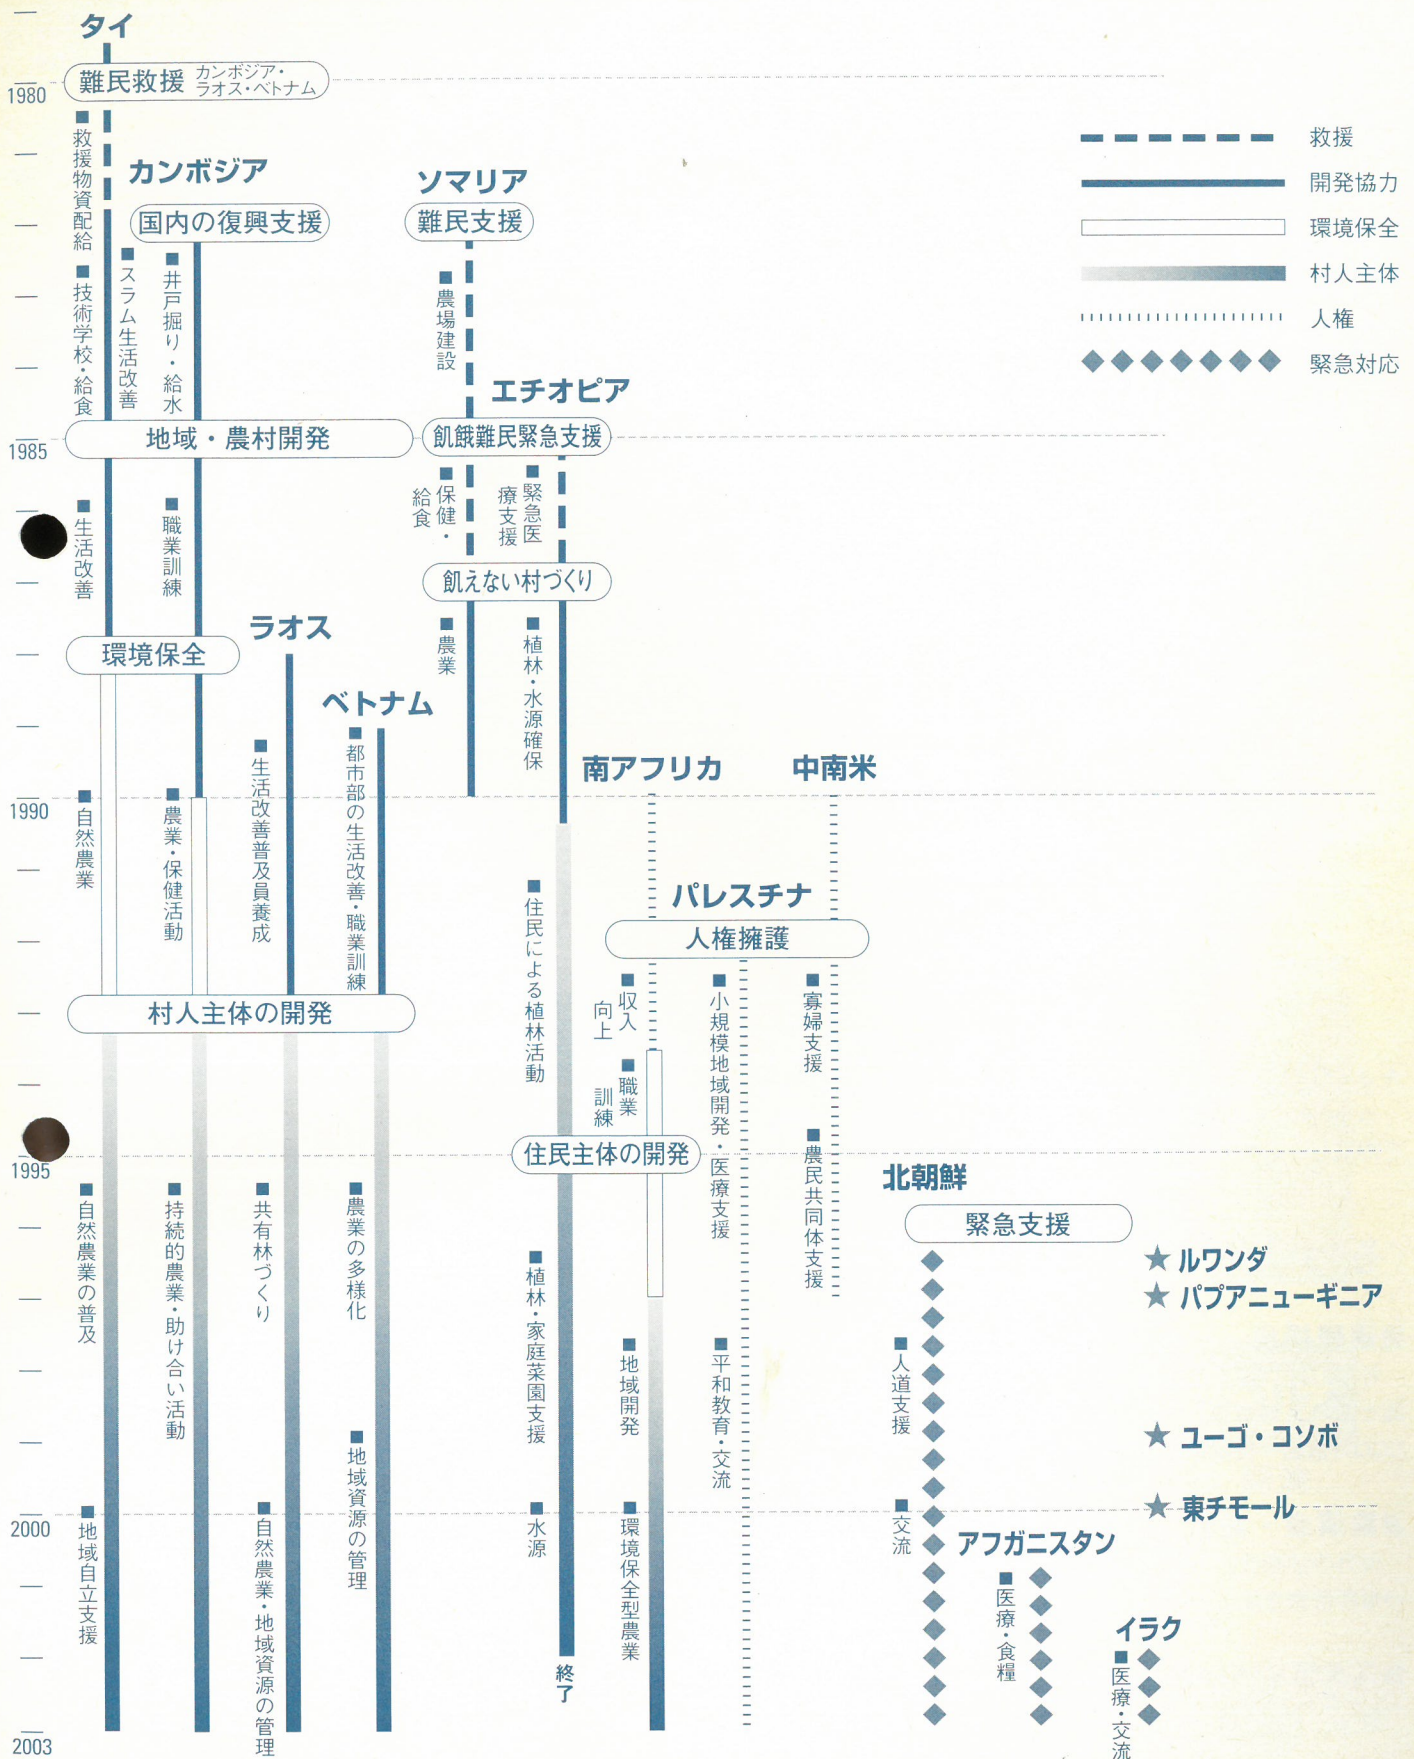 タイ
難民救援 カンボジア・
ラオス・ベトナム
1980
■救援物資配給
■技術学校・給食
カンボジア
国内の復興支援
■スラム生活改善
■井戸掘り・給水
ソマリア
難民支援
■農場建設
救援
開発協力
環境保全
村人主体
人権
緊急対応
エチオピア
地域・農村開発
飢餓難民緊急支援
1985
■生活改善
■職業訓練
■保健・
給食
■緊急医
療支援
飢えない村づくり
■農業
■植林・水源確保
環境保全
ラオス
ベトナム
南アフリカ
中南米
1990
■自然農業
■農業・保健活動
■生活改善普及員養成
■都市部の生活改善・職業訓練
■住民による植林活動
パレスチナ
人権擁護
■収入
向上
■職業
訓練
■小規模地域開発・医療支援
■寡婦支援
■農民共同体支援
村人主体の開発
住民主体の開発
1995
■自然農業の普及
■持続的農業・助け合い活動
■共有林づくり
■農業の多様化
■植林・家庭菜園支援
■地域開発
■平和教育・交流
北朝鮮
緊急支援
■人道支援
★ルワンダ
★パプアニューギニア
★ユーゴ・コソボ
★東チモール
2000
■地域自立支援
■自然農業・地域資源の管理
■地域資源の管理
■水源
■環境保全型農業
■交流
アフガニスタン
■医療・食糧
イラク
■医療・交流
終了
2003